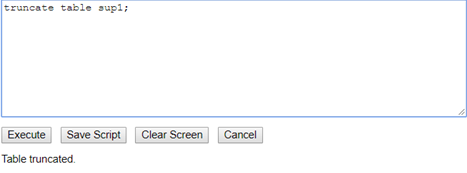 truncate table sup1;
Execute Save Script Clear Screen Cancel
Table truncated.